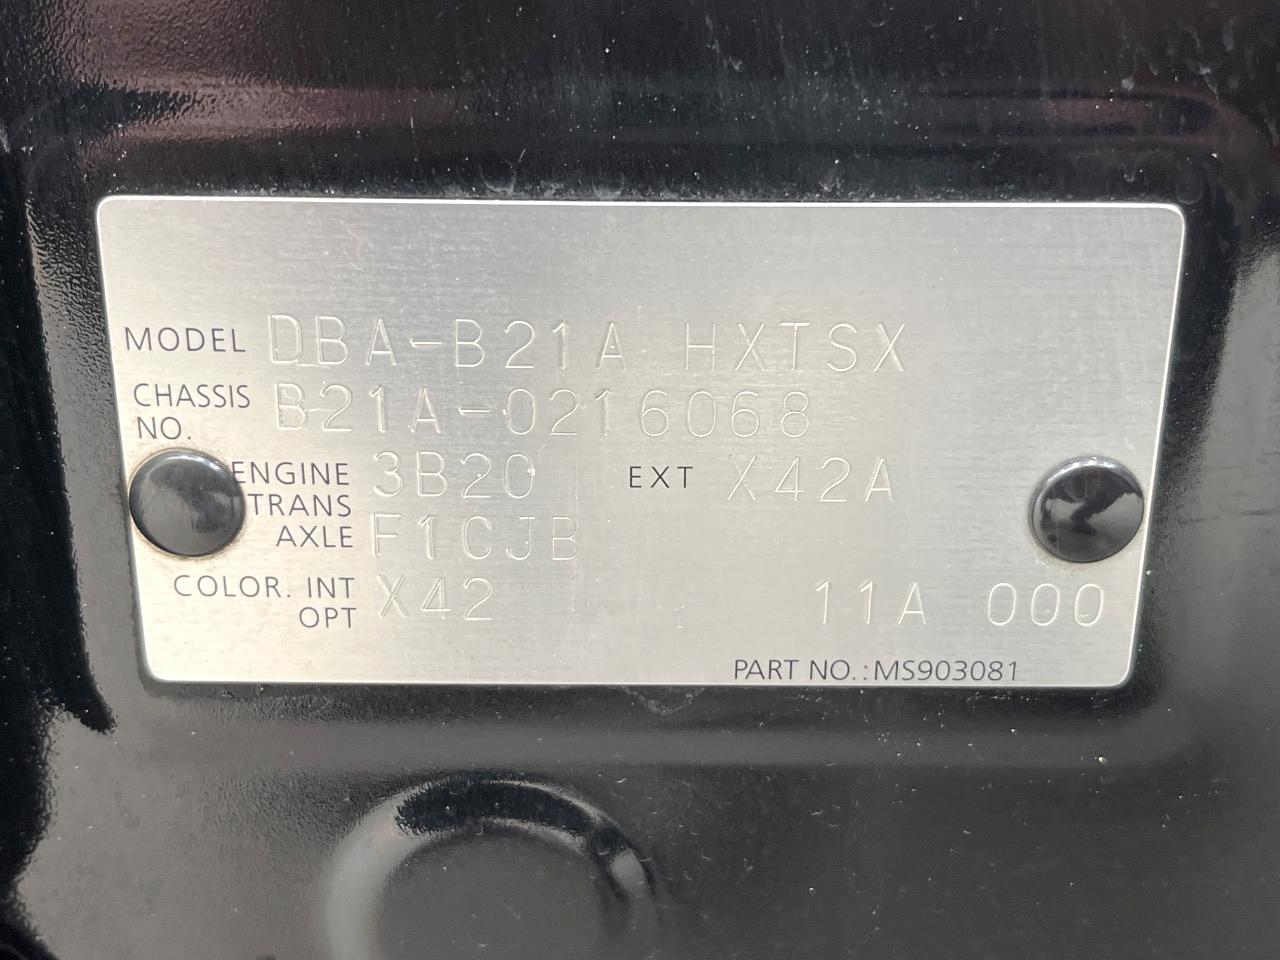 MODEL DBA-B21A HXTSX
CHASSIS NO. B21A-0216068
ENGINE 3B20 EXT X42A
TRANS AXLE F1CJB
COLOR. INT OPT X42 11A 000
PART NO.: MS903081